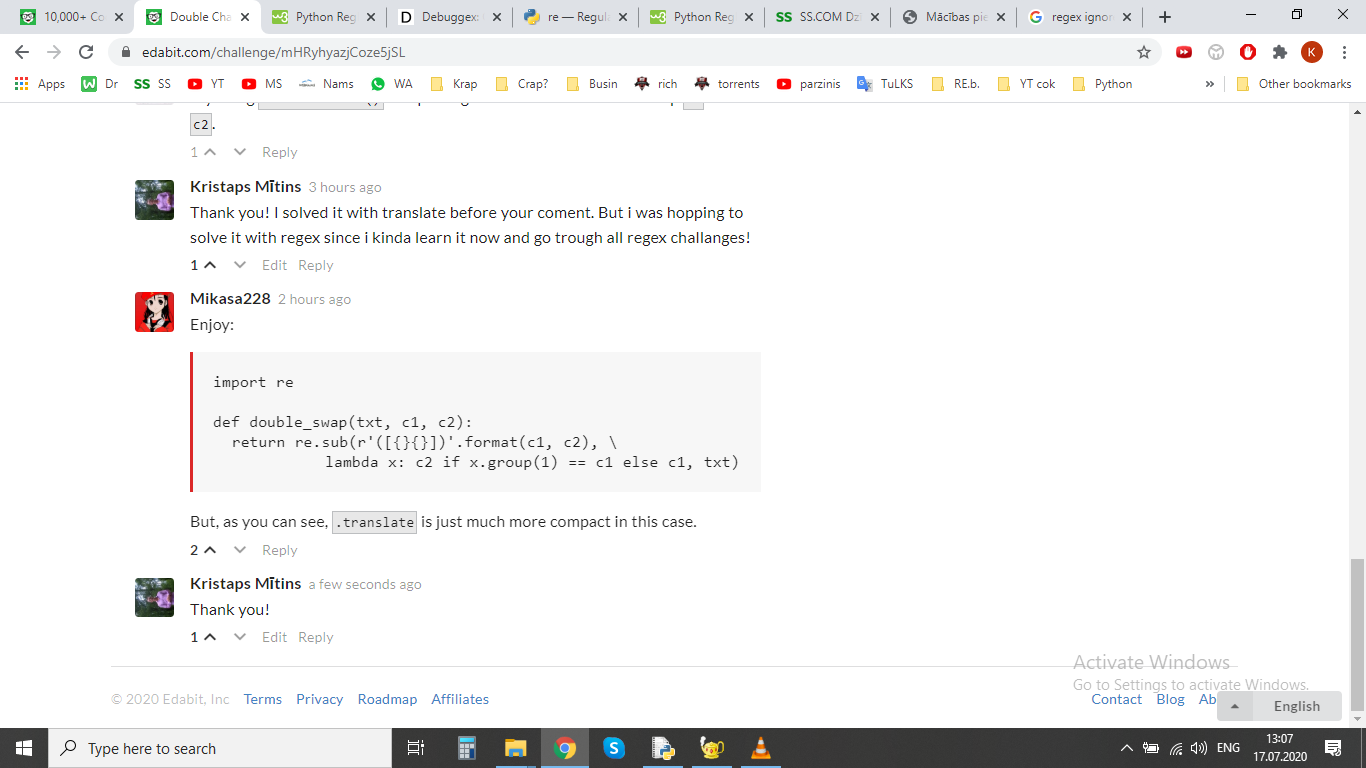 10,000+ Co
Double Cha
Python Reg
Debuggex:
re — Regula
Python Reg
SS.COM Dzī
Mācības pie
regex ignor
edabit.com/challenge/mHRyhyazjCoze5jSL
K
Apps
Dr
SS
YT
MS
Nams
WA
Krap
Crap?
Busin
rich
torrents
parzinis
TuLKS
RE.b.
YT cok
Python
»
Other bookmarks
c2.
1 Reply
Kristaps Mītins 3 hours ago
Thank you! I solved it with translate before your coment. But i was hopping to
solve it with regex since i kinda learn it now and go trough all regex challanges!
1 Edit Reply
Mikasa228 2 hours ago
Enjoy:
import re
def double_swap(txt, c1, c2):
return re.sub(r'([{}{}])'.format(c1, c2), \
lambda x: c2 if x.group(1) == c1 else c1, txt)
But, as you can see, .translate is just much more compact in this case.
2 Reply
Kristaps Mītins a few seconds ago
Thank you!
1 Edit Reply
Activate Windows
Go to Settings to activate Windows.
© 2020 Edabit, Inc Terms Privacy Roadmap Affiliates
Contact Blog Ab
English
Type here to search
ENG
13:07
17.07.2020